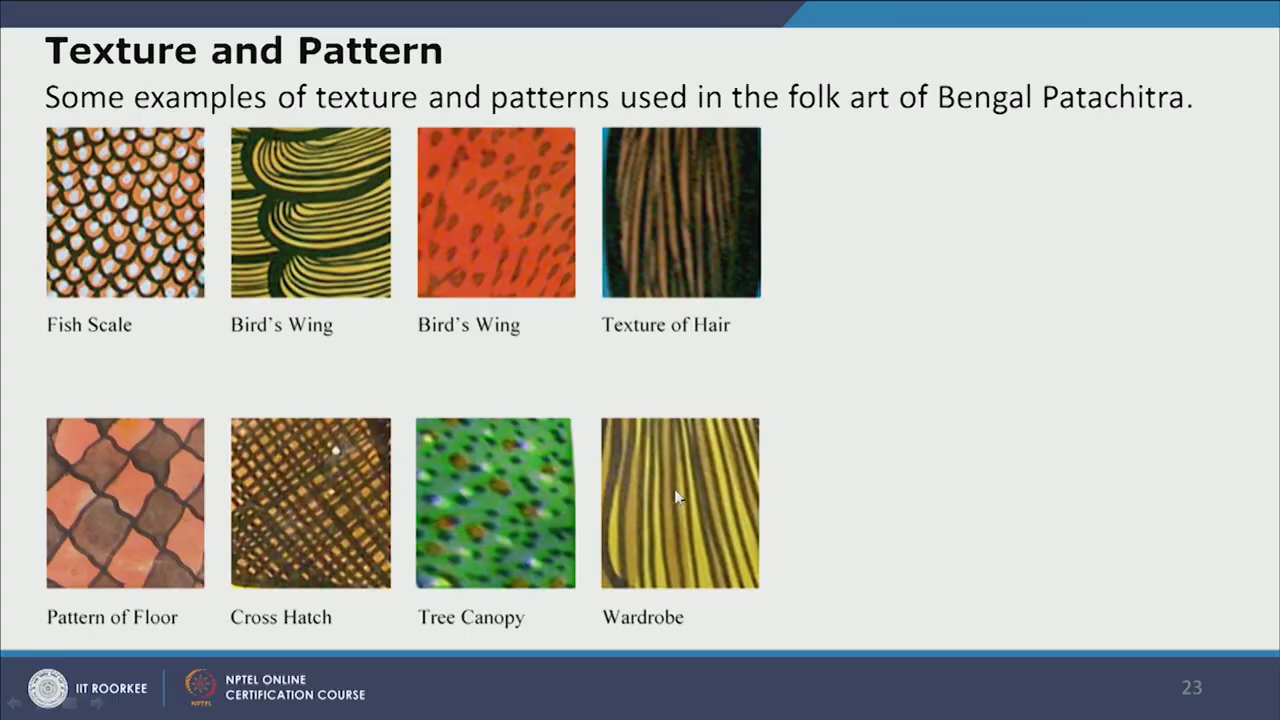 Texture and Pattern
Some examples of texture and patterns used in the folk art of Bengal Patachitra.
Fish Scale
Bird's Wing
Bird's Wing
Texture of Hair
Pattern of Floor
Cross Hatch
Tree Canopy
Wardrobe
IIT ROORKEE
NPTEL ONLINE
CERTIFICATION COURSE
NPTEL
23